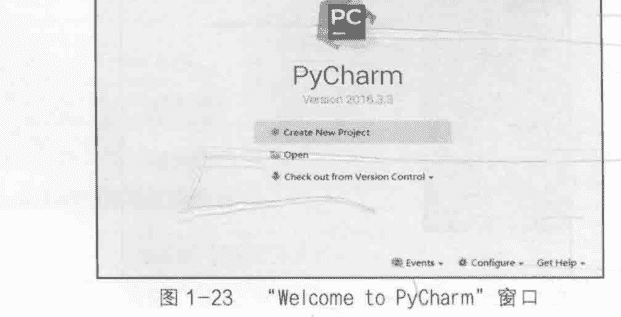 PC
PyCharm
Version 2016.3.3
Create New Project
Open
Check out from Version Control
Events
Configure
Get Help
图 1-23 “Welcome to PyCharm” 窗口